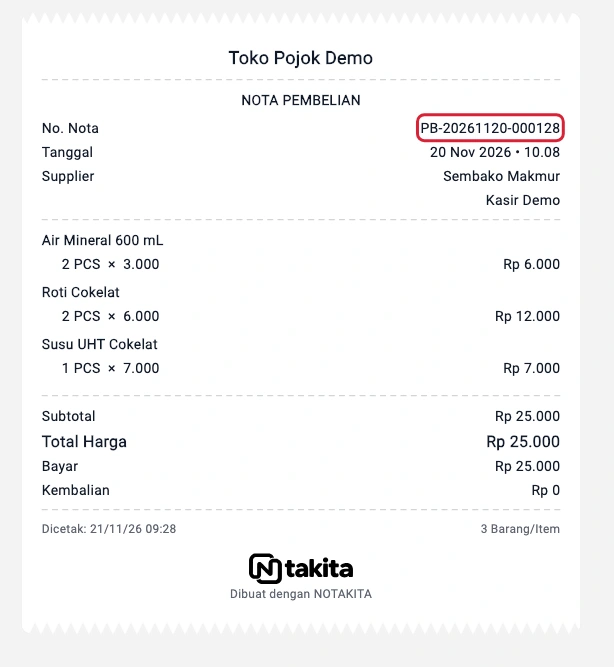 Toko Pojok Demo
NOTA PEMBELIAN
No. Nota PB-20261120-000128
Tanggal 20 Nov 2026 • 10.08
Supplier Sembako Makmur
Kasir Demo
Air Mineral 600 mL
2 PCS × 3.000 Rp 6.000
Roti Cokelat
2 PCS × 6.000 Rp 12.000
Susu UHT Cokelat
1 PCS × 7.000 Rp 7.000
Subtotal Rp 25.000
Total Harga Rp 25.000
Bayar Rp 25.000
Kembalian Rp 0
Dicetak: 21/11/26 09:28 3 Barang/Item
Ntakita
Dibuat dengan NOTAKITA